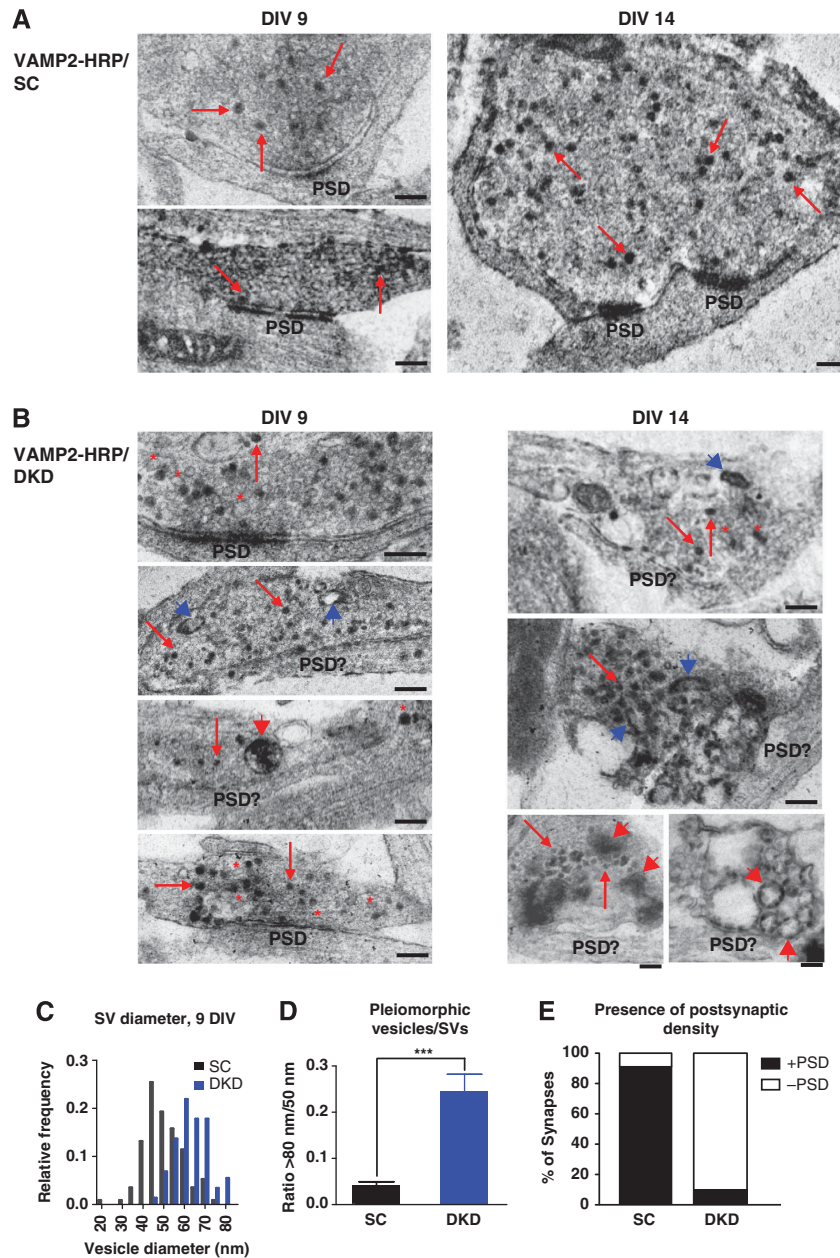 A
DIV 9
DIV 14
VAMP2-HRP/
SC
PSD
PSD
PSD
PSD
B
DIV 9
DIV 14
VAMP2-HRP/
DKD
*
*
*
PSD
PSD?
*
PSD?
*
*
*
*
PSD
*
*
PSD?
PSD?
PSD?
PSD?
C
SV diameter, 9 DIV
SC
DKD
Relative frequency
0.3
0.2
0.1
0.0
20 30 40 50 60 70 80
Vesicle diameter (nm)
D
Pleiomorphic
vesicles/SVs
***
Ratio >80 nm/50 nm
0.3
0.2
0.1
0.0
SC DKD
E
Presence of postsynaptic
density
+PSD
–PSD
% of Synapses
100
80
60
40
20
0
SC DKD